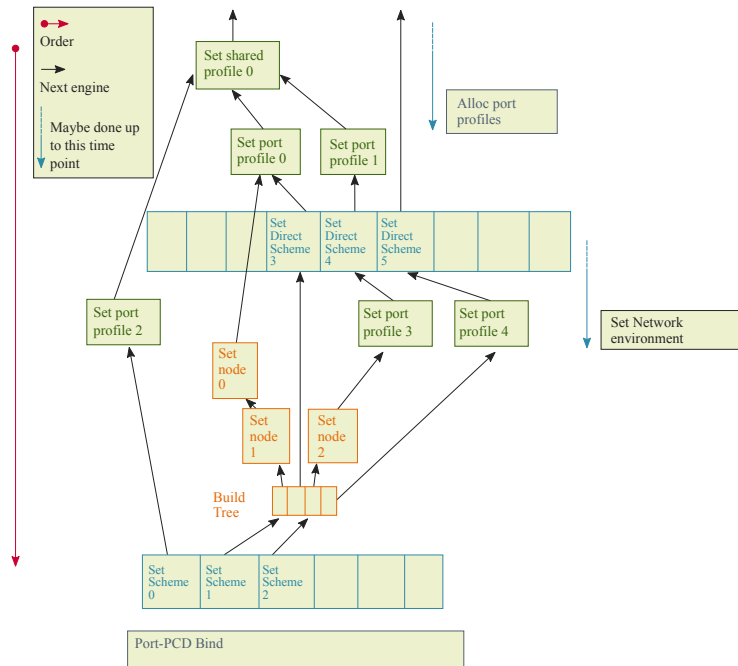 Order
Next engine
Maybe done up
to this time
point
Set shared
profile 0
Alloc port
profiles
Set port
profile 0
Set port
profile 1
Set
Direct
Scheme
3
Set
Direct
Scheme
4
Set
Direct
Scheme
5
Set port
profile 2
Set port
profile 3
Set port
profile 4
Set Network
environment
Set
node
0
Set
node
1
Set
node
2
Build
Tree
Set
Scheme
0
Set
Scheme
1
Set
Scheme
2
Port-PCD Bind